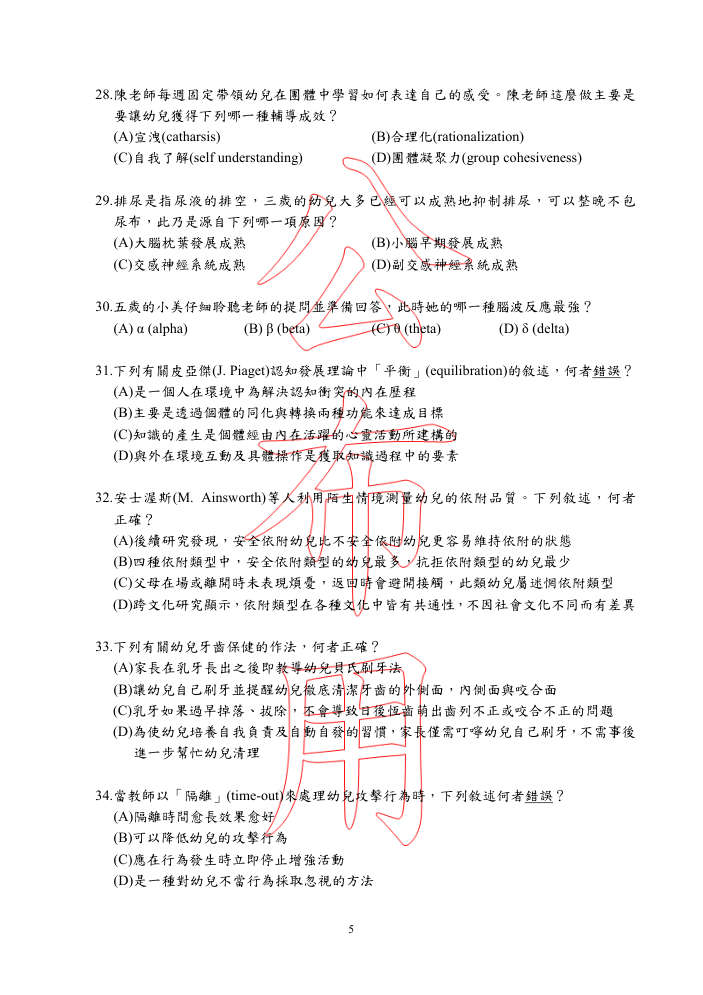 28.陳老師每週固定帶領幼兒在團體中學習如何表達自己的感受。陳老師這麼做主要是
要讓幼兒獲得下列哪一種輔導成效？
(A)宣洩(catharsis) (B)合理化(rationalization)
(C)自我了解(self understanding) (D)團體凝聚力(group cohesiveness)
29.排尿是指尿液的排空，三歲的幼兒大多已經可以成熟地抑制排尿，可以整晚不包
尿布，此乃是源自下列哪一項原因？
(A)大腦枕葉發展成熟 (B)小腦早期發展成熟
(C)交感神經系統成熟 (D)副交感神經系統成熟
30.五歲的小美仔細聆聽老師的提問並準備回答，此時她的哪一種腦波反應最強？
(A) α (alpha) (B) β (beta) (C) θ (theta) (D) δ (delta)
31.下列有關皮亞傑(J. Piaget)認知發展理論中「平衡」(equilibration)的敘述，何者錯誤？
(A)是一個人在環境中為解決認知衝突的內在歷程
(B)主要是透過個體的同化與轉換兩種功能來達成目標
(C)知識的產生是個體經由內在活躍的心靈活動所建構的
(D)與外在環境互動及具體操作是獲取知識過程中的要素
32.安士渥斯(M. Ainsworth)等人利用陌生情境測量幼兒的依附品質。下列敘述，何者
正確？
(A)後續研究發現，安全依附幼兒比不安全依附幼兒更容易維持依附的狀態
(B)四種依附類型中，安全依附類型的幼兒最多，抗拒依附類型的幼兒最少
(C)父母在場或離開時未表現煩憂，返回時會避開接觸，此類幼兒屬迷惘依附類型
(D)跨文化研究顯示，依附類型在各種文化中皆有共通性，不因社會文化不同而有差異
33.下列有關幼兒牙齒保健的作法，何者正確？
(A)家長在乳牙長出之後即教導幼兒貝氏刷牙法
(B)讓幼兒自己刷牙並提醒幼兒徹底清潔牙齒的外側面，內側面與咬合面
(C)乳牙如果過早掉落、拔除，不會導致日後恆齒萌出齒列不正或咬合不正的問題
(D)為使幼兒培養自我負責及自動自發的習慣，家長僅需叮嚀幼兒自己刷牙，不需事後
進一步幫忙幼兒清理
34.當教師以「隔離」(time-out)來處理幼兒攻擊行為時，下列敘述何者錯誤？
(A)隔離時間愈長效果愈好
(B)可以降低幼兒的攻擊行為
(C)應在行為發生時立即停止增強活動
(D)是一種對幼兒不當行為採取忽視的方法
5
公布用